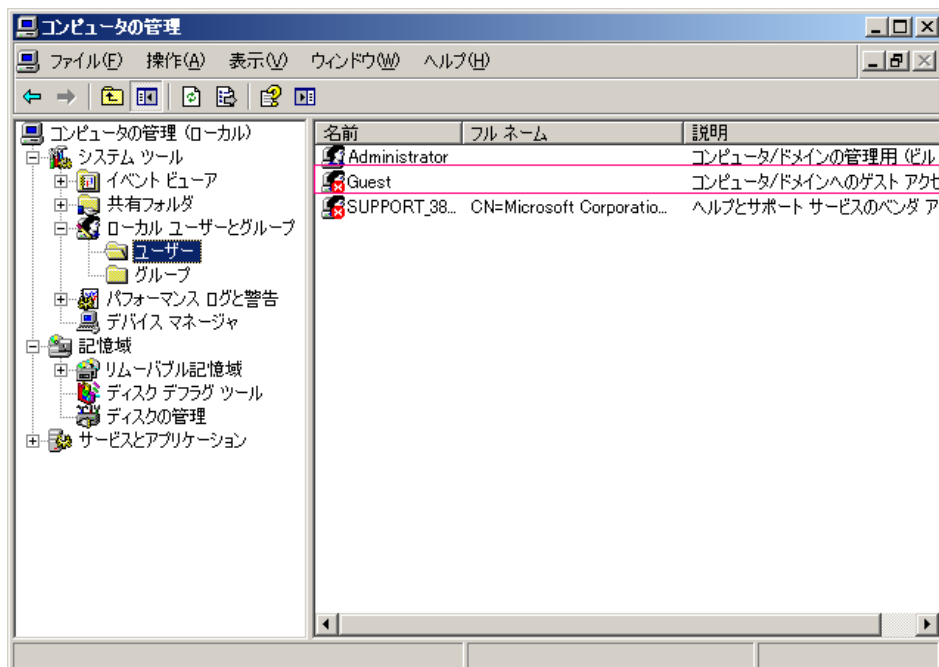 コンピュータの管理
ファイル(F) 操作(A) 表示(V) ウィンドウ(W) ヘルプ(H)
コンピュータの管理 (ローカル)
システム ツール
イベント ビューア
共有フォルダ
ローカル ユーザーとグループ
ユーザー
グループ
パフォーマンス ログと警告
デバイス マネージャ
記憶域
リムーバブル記憶域
ディスク デフラグ ツール
ディスクの管理
サービスとアプリケーション
名前 フル ネーム 説明
Administrator コンピュータ/ドメインの管理用 (ビル
Guest コンピュータ/ドメインへのゲスト アクセ
SUPPORT_38... CN=Microsoft Corporatio... ヘルプとサポート サービスのベンダ ア